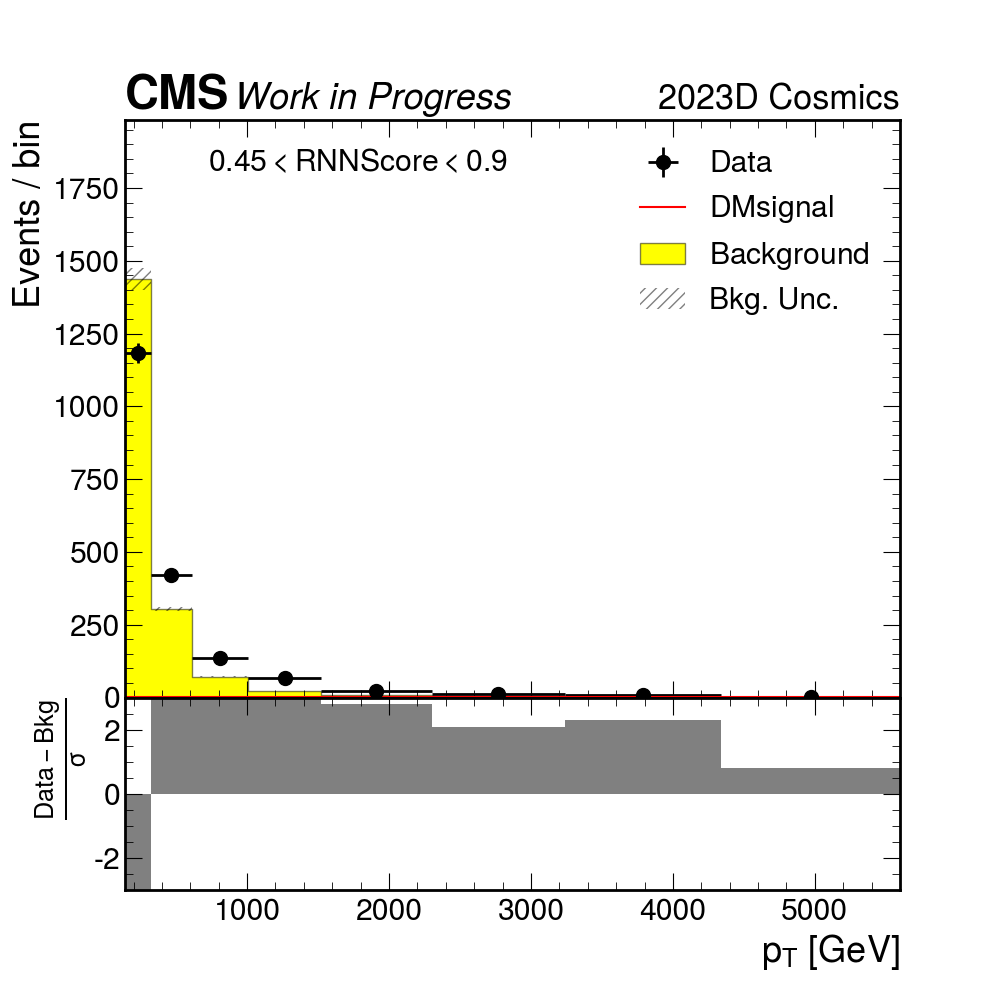 CMS Work in Progress 2023D Cosmics
Events / bin
0.45 < RNNScore < 0.9
Data
DMsignal
Background
Bkg. Unc.
1750
1500
1250
1000
750
500
250
0
Data – Bkg
σ
2
0
-2
1000 2000 3000 4000 5000
pT [GeV]